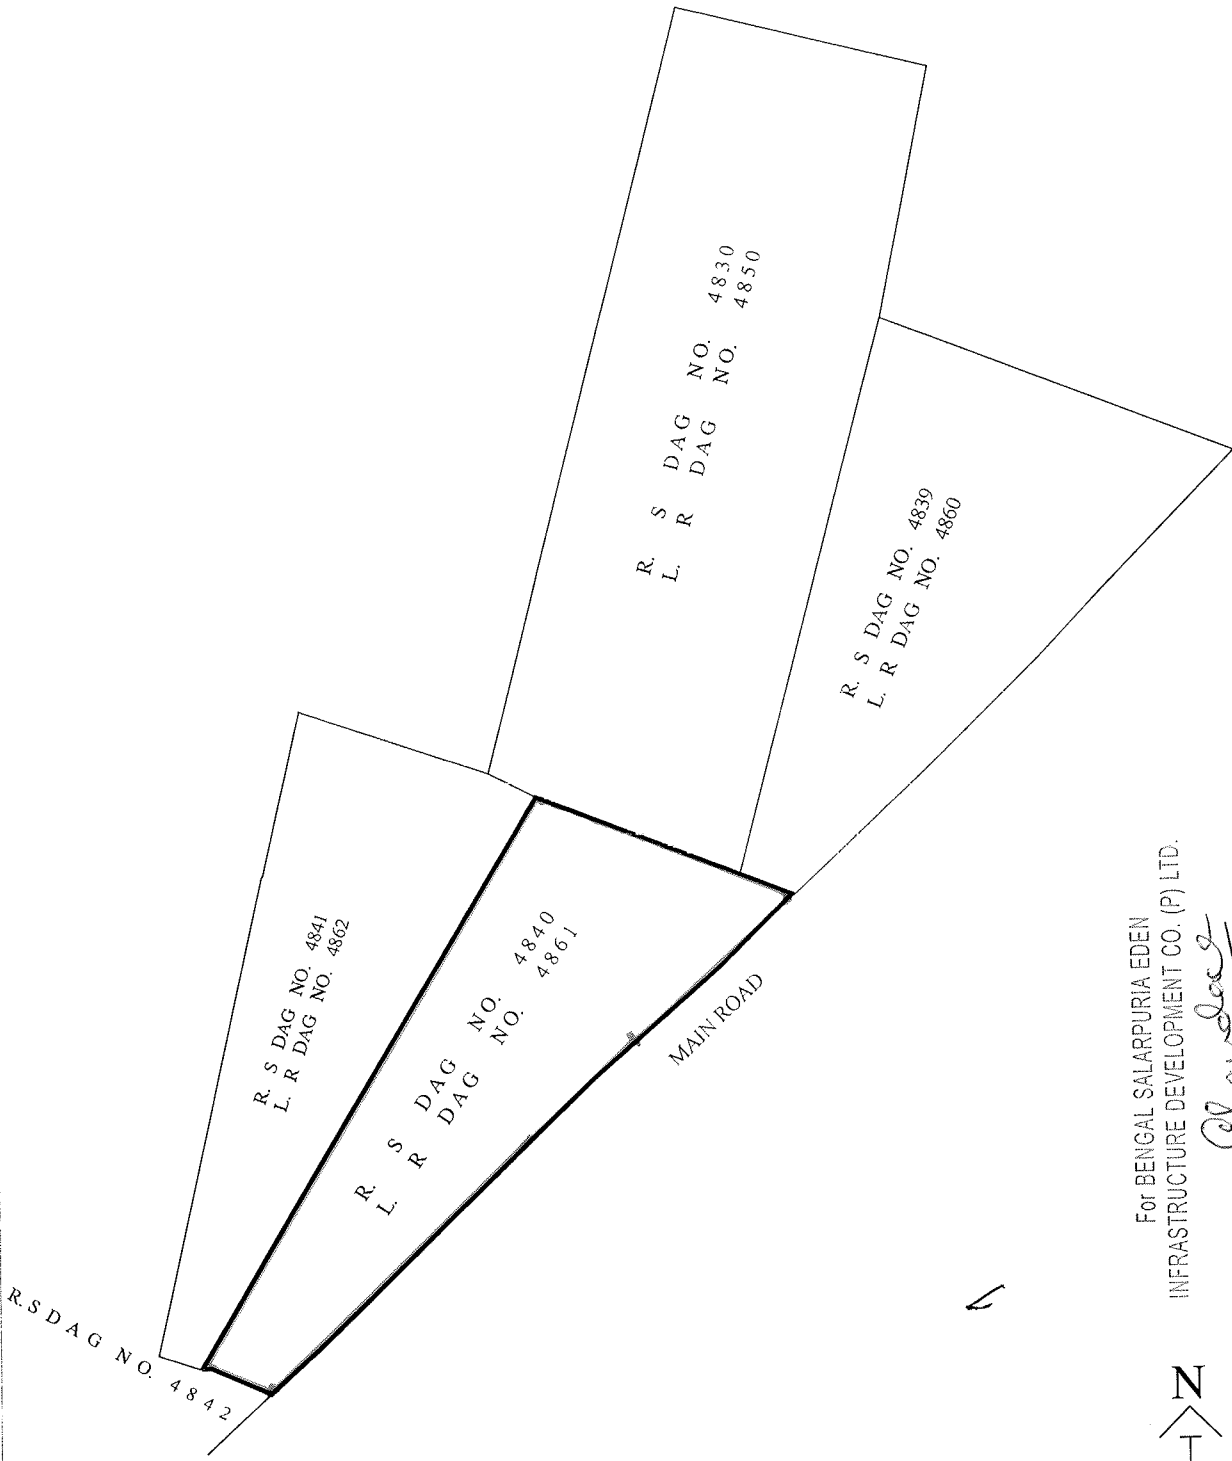 R. S DAG NO. 4830
L. R DAG NO. 4850
R. S DAG NO. 4839
L. R DAG NO. 4860
R. S DAG NO. 4841
L. R DAG NO. 4862
R. S DAG NO. 4840
L. R DAG NO. 4861
MAIN ROAD
R. S DAG NO. 4842
For BENGAL SALARPURIA EDEN
INFRASTRUCTURE DEVELOPMENT CO. (P) LTD.
N